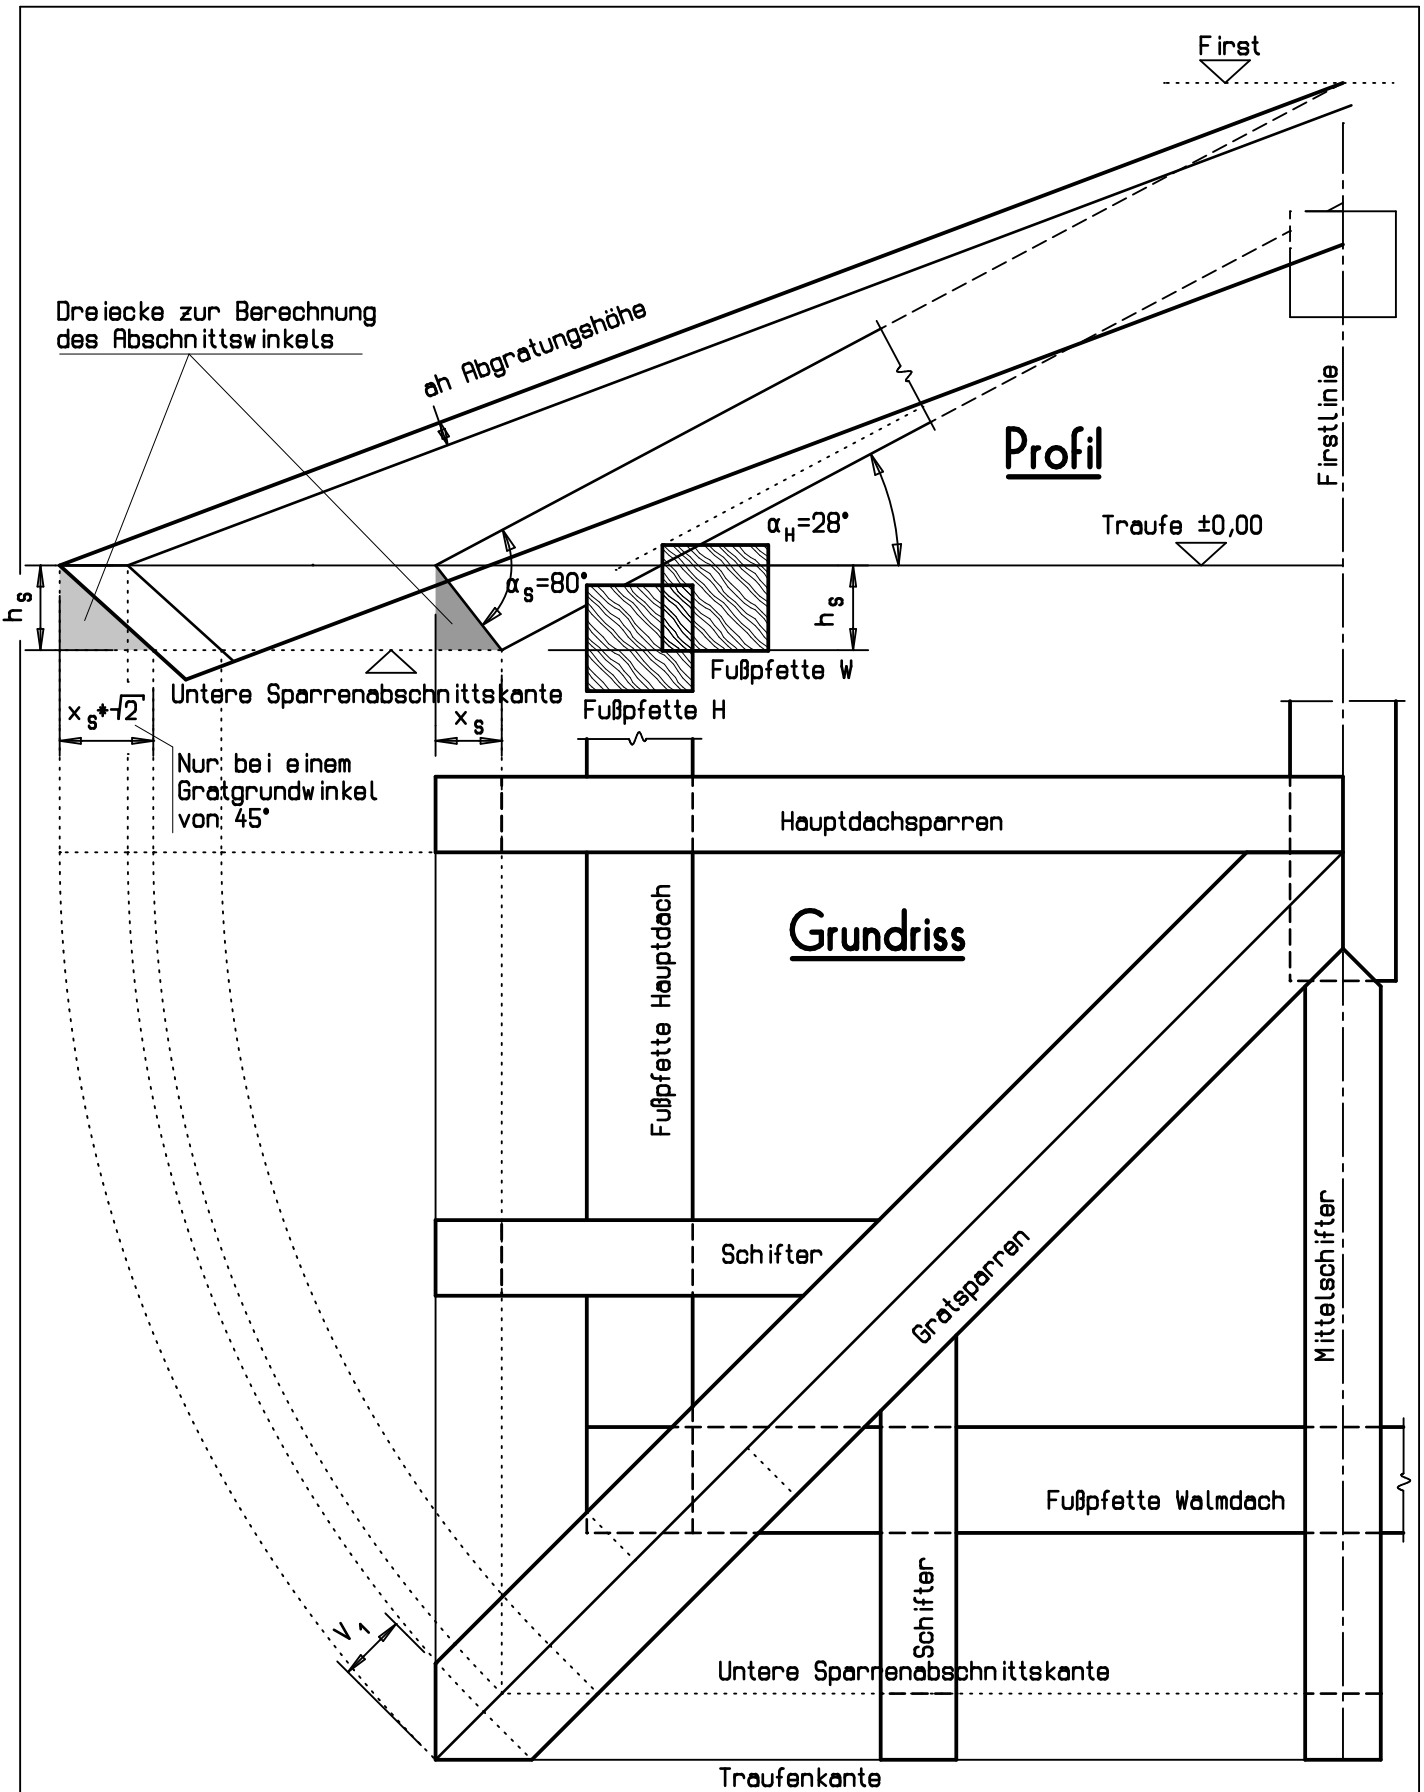 First
Dreiecke zur Berechnung
des Abschnittswinkels
ah Abgratungshöhe
Profil
Firstlinie
αH=28°
Traufe ±0,00
αs=80°
hs
hs
Fußpfette W
Untere Sparrenabschnittskante
Fußpfette H
xs*√2
xs
Nur bei einem
Gratgrundwinkel
von 45°
Hauptdachsparren
Grundriss
Fußpfette Hauptdach
Schifter
Gratsparren
Mittelschifter
Fußpfette Walmdach
Schifter
V1
Untere Sparrenabschnittskante
Traufenkante